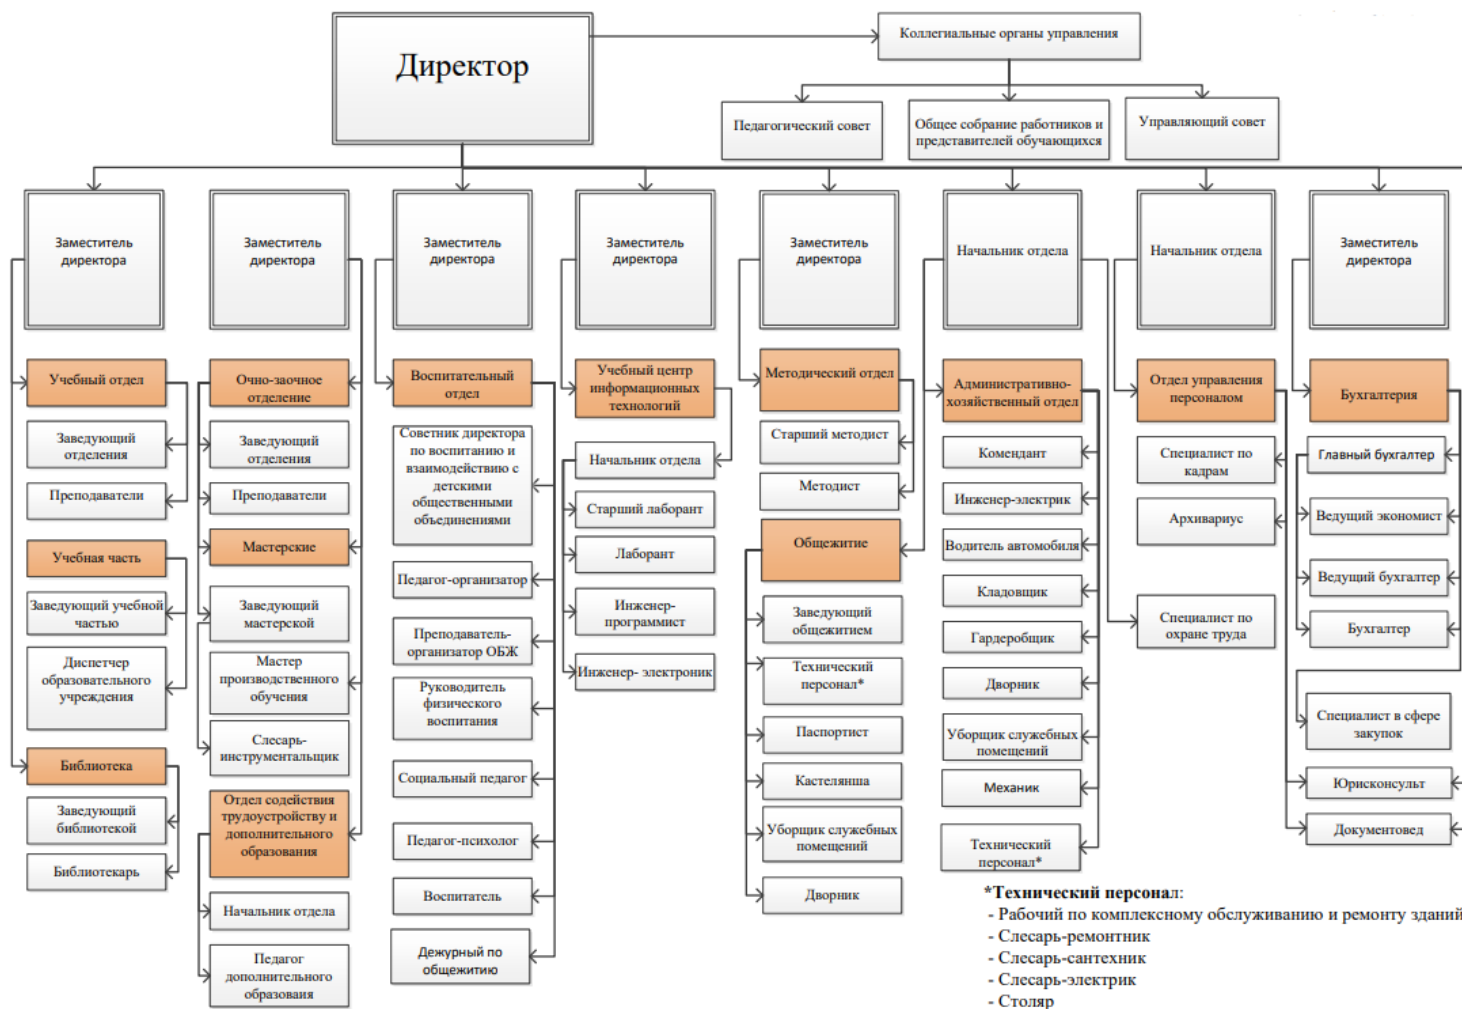 Директор
Коллегиальные органы управления
Педагогический совет
Общее собрание работников и
представителей обучающихся
Управляющий совет
Заместитель
директора
Заместитель
директора
Заместитель
директора
Заместитель
директора
Заместитель
директора
Начальник отдела
Начальник отдела
Заместитель
директора
Учебный отдел
Заведующий
отделения
Преподаватели
Учебная часть
Заведующий учебной
частью
Диспетчер
образовательного
учреждения
Библиотека
Заведующий
библиотекой
Библиотекарь
Очно-заочное
отделение
Заведующий
отделения
Преподаватели
Мастерские
Заведующий
мастерской
Мастер
производственного
обучения
Слесарь-
инструментальщик
Отдел содействия
трудоустройству и
дополнительного
образования
Начальник отдела
Педагог
дополнительного
образоваия
Воспитательный
отдел
Советник директора
по воспитанию и
взаимодействию с
детскими
общественными
объединениями
Педагог-организатор
Преподаватель-
организатор ОБЖ
Руководитель
физического
воспитания
Социальный педагог
Педагог-психолог
Воспитатель
Дежурный по
общежитию
Учебный центр
информационных
технологий
Начальник отдела
Старший лаборант
Лаборант
Инженер-
программист
Инженер- электроник
Методический отдел
Старший методист
Методист
Общежитие
Заведующий
общежитием
Технический
персонал*
Паспортист
Кастелянша
Уборщик служебных
помещений
Дворник
Административно-
хозяйственный отдел
Комендант
Инженер-электрик
Водитель автомобиля
Кладовщик
Гардеробщик
Дворник
Уборщик служебных
помещений
Механик
Технический
персонал*
Отдел управления
персоналом
Специалист по
кадрам
Архивариус
Специалист по
охране труда
Бухгалтерия
Главный бухгалтер
Ведущий экономист
Ведущий бухгалтер
Бухгалтер
Специалист в сфере
закупок
Юрисконсульт
Документовед
*Технический персонал:
- Рабочий по комплексному обслуживанию и ремонту зданий
- Слесарь-ремонтник
- Слесарь-сантехник
- Слесарь-электрик
- Столяр